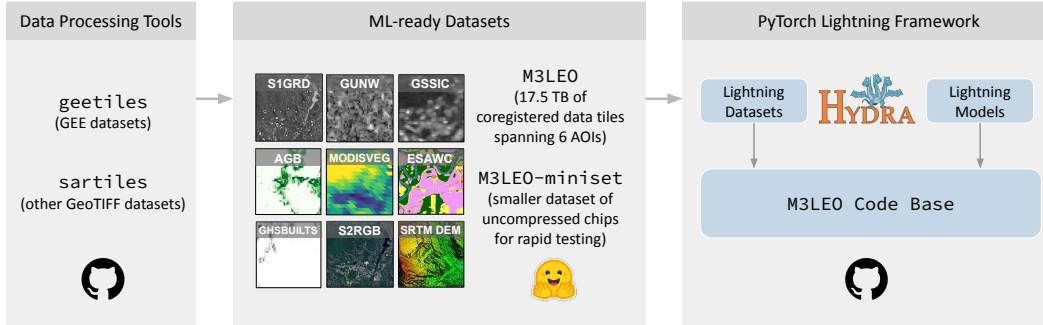 Data Processing Tools
geetiles
(GEE datasets)
sartiles
(other GeoTIFF datasets)
ML-ready Datasets
S1GRD
GUNW
GSSIC
AGB
MODISVEG
ESAWC
GHSBUILTS
S2RGB
SRTM DEM
M3LEO
(17.5 TB of
coregistered data tiles
spanning 6 AOIs)
M3LEO-miniset
(smaller dataset of
uncompressed chips
for rapid testing)
PyTorch Lightning Framework
Lightning
Datasets
HYDRA
Lightning
Models
M3LEO Code Base